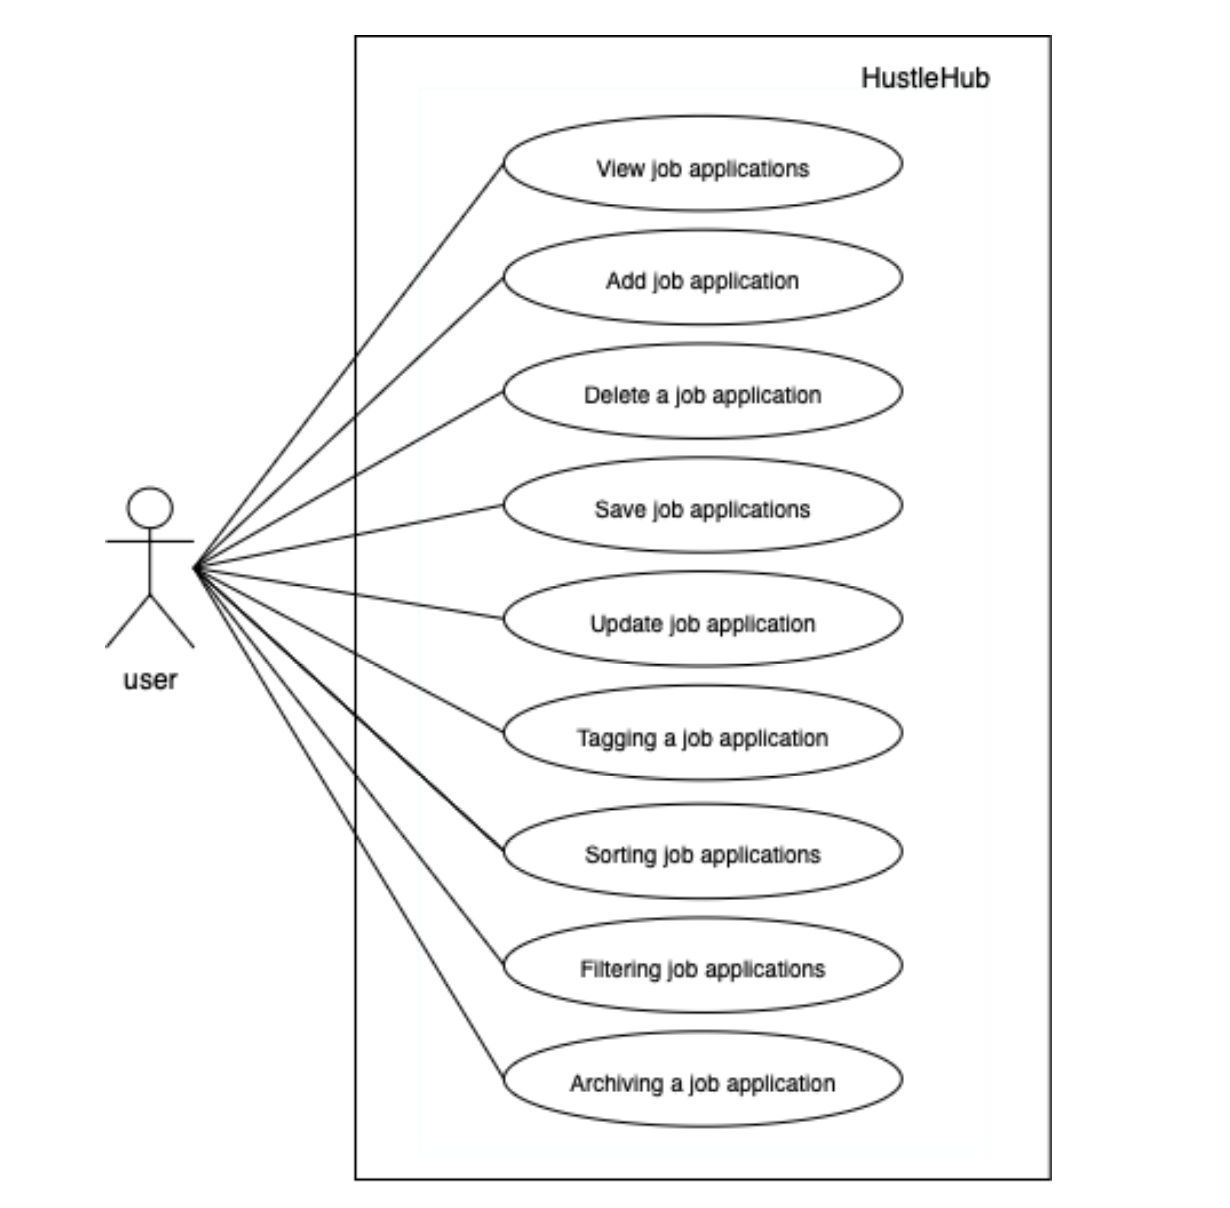 HustleHub
View job applications
Add job application
Delete a job application
Save job applications
Update job application
user
Tagging a job application
Sorting job applications
Filtering job applications
Archiving a job application